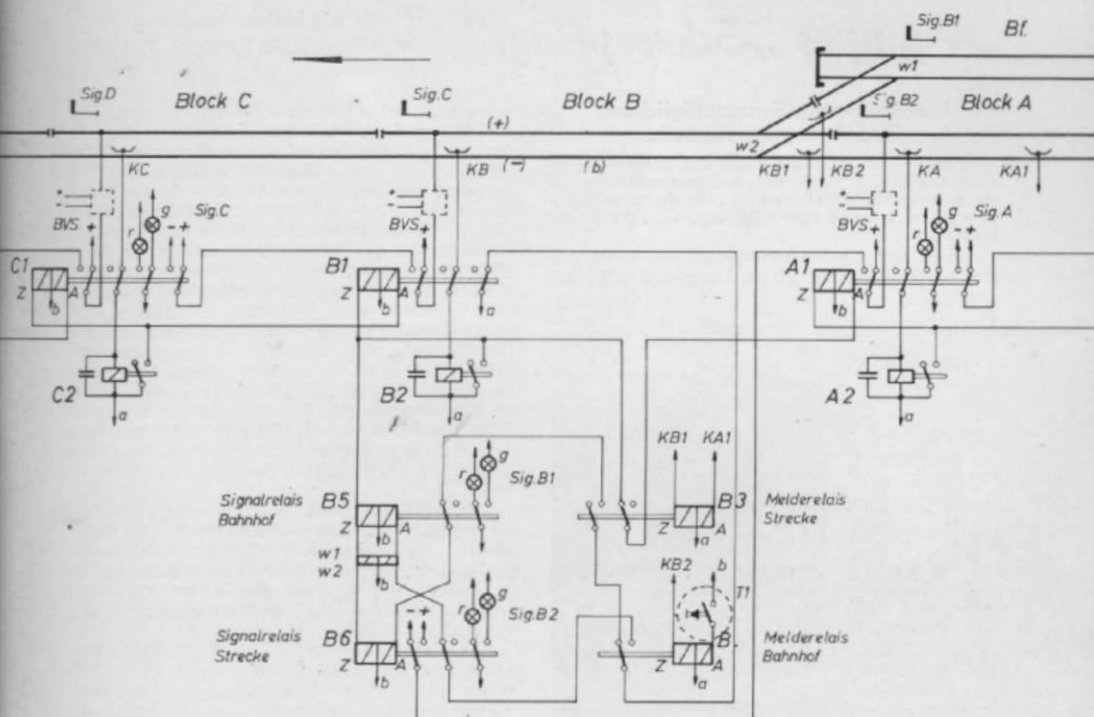 Sig.B1
Bf.
w1
Sig.D
Block C
Sig.C
Block B
Sig.B2
Block A
(+)
w2
KC
KB
(−)
(b)
KB1
KB2
KA
KA1
BVS
+
−
+
r
g
−+
Sig.C
BVS
+
−
+
BVS
+
−
+
r
g
−+
Sig.A
C1
Z
A
b
B1
Z
A
b
a
A1
Z
A
b
C2
a
B2
a
A2
a
KB1
KA1
r
g
Sig.B1
Signalrelais
Bahnhof
B5
Z
A
b
B3
Z
A
a
Melderelais
Strecke
w1
w2
b
KB2
b
T1
−+
r
g
Sig.B2
Signalrelais
Strecke
B6
Z
A
b
B
Z
A
a
Melderelais
Bahnhof